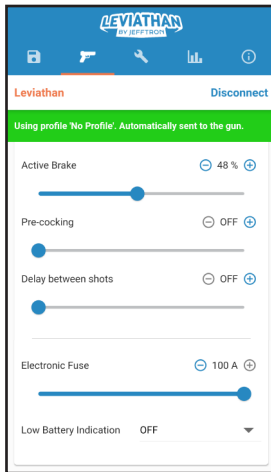 LEVIATHAN
BY JEFFTRON
Leviathan Disconnect
Using profile 'No Profile'. Automatically sent to the gun.
Active Brake 48 %
Pre-cocking OFF
Delay between shots OFF
Electronic Fuse 100 A
Low Battery Indication OFF